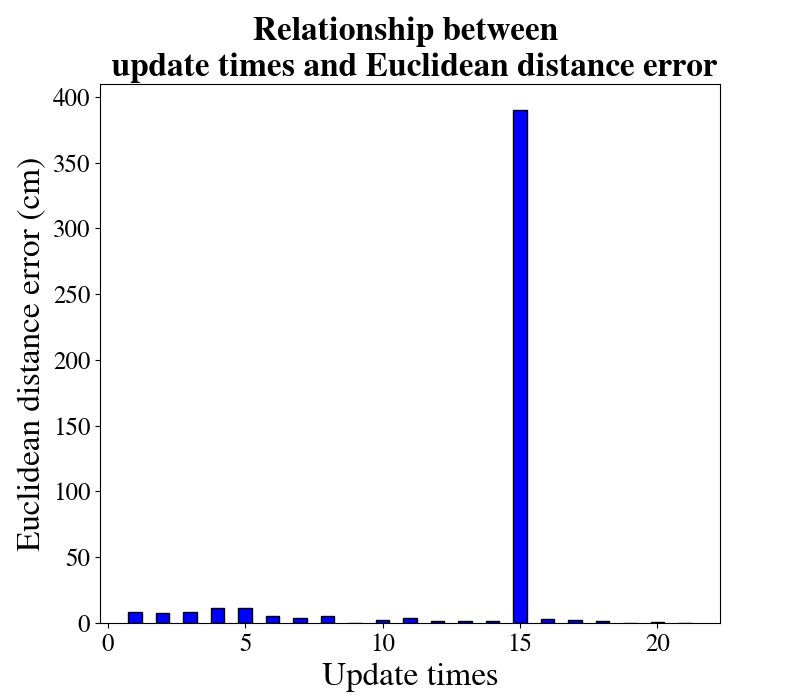 Relationship between
update times and Euclidean distance error
400
350
300
250
200
150
100
50
0
Euclidean distance error (cm)
0 5 10 15 20
Update times